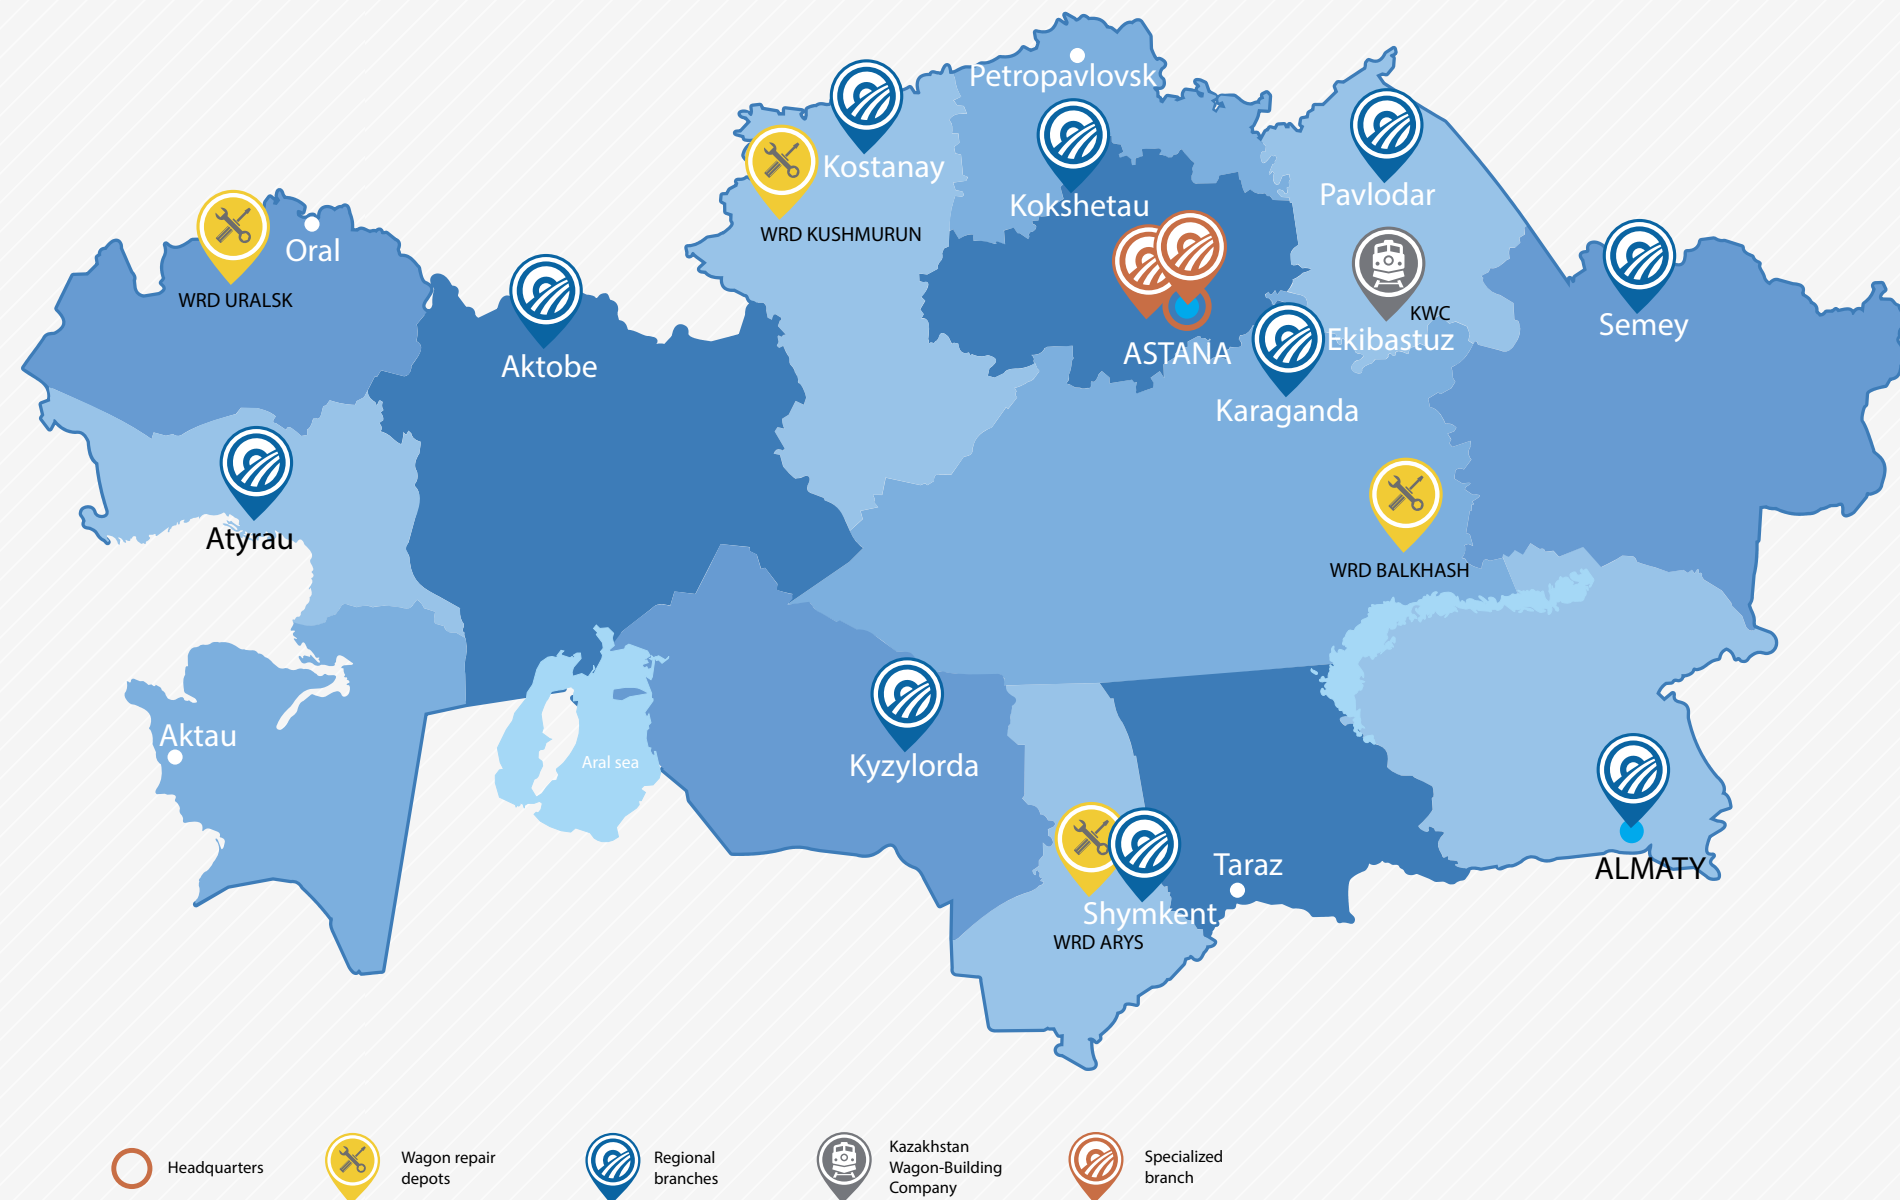 Petropavlovsk
Kostanay
Pavlodar
Kokshetau
WRD KUSHMURUN
Oral
WRD URALSK
KWC
Semey
Ekibastuz
ASTANA
Aktobe
Karaganda
Atyrau
WRD BALKHASH
Aktau
Aral sea
Kyzylorda
Taraz
ALMATY
Shymkent
WRD ARYS
Headquarters
Wagon repair
depots
Regional
branches
Kazakhstan
Wagon-Building
Company
Specialized
branch